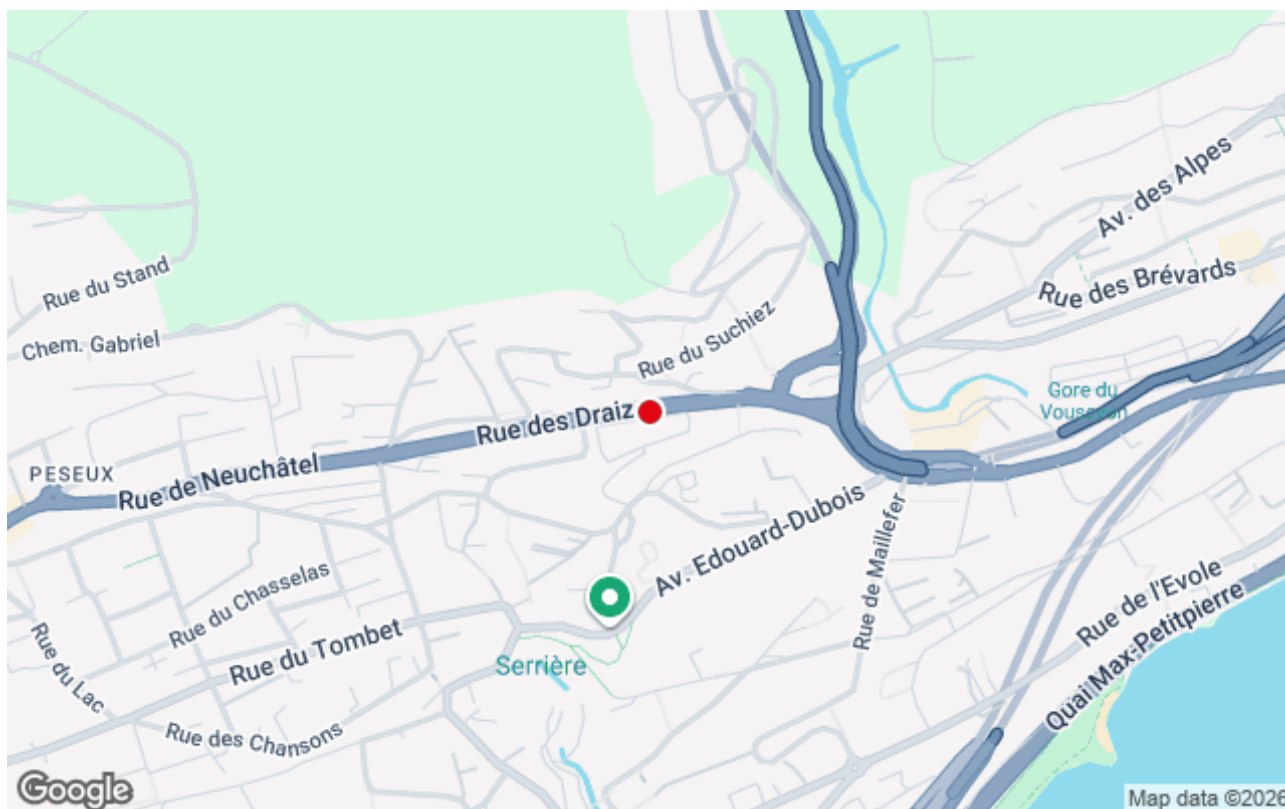 Av. des Alpes
Rue des Brévards
Rue du Stand
Chem. Gabriel
Rue du Suchiez
Gore du
Vouseyon
Rue des Draiz
PESEUX
Rue de Neuchâtel
Av. Edouard-Dubois
Rue de Maillefer
Rue du Chasselas
Rue du Tombet
Rue de l'Evole
Quai Max-Petitpierre
Serrière
Rue du Lac
Rue des Chansons
Google
Map data ©2026